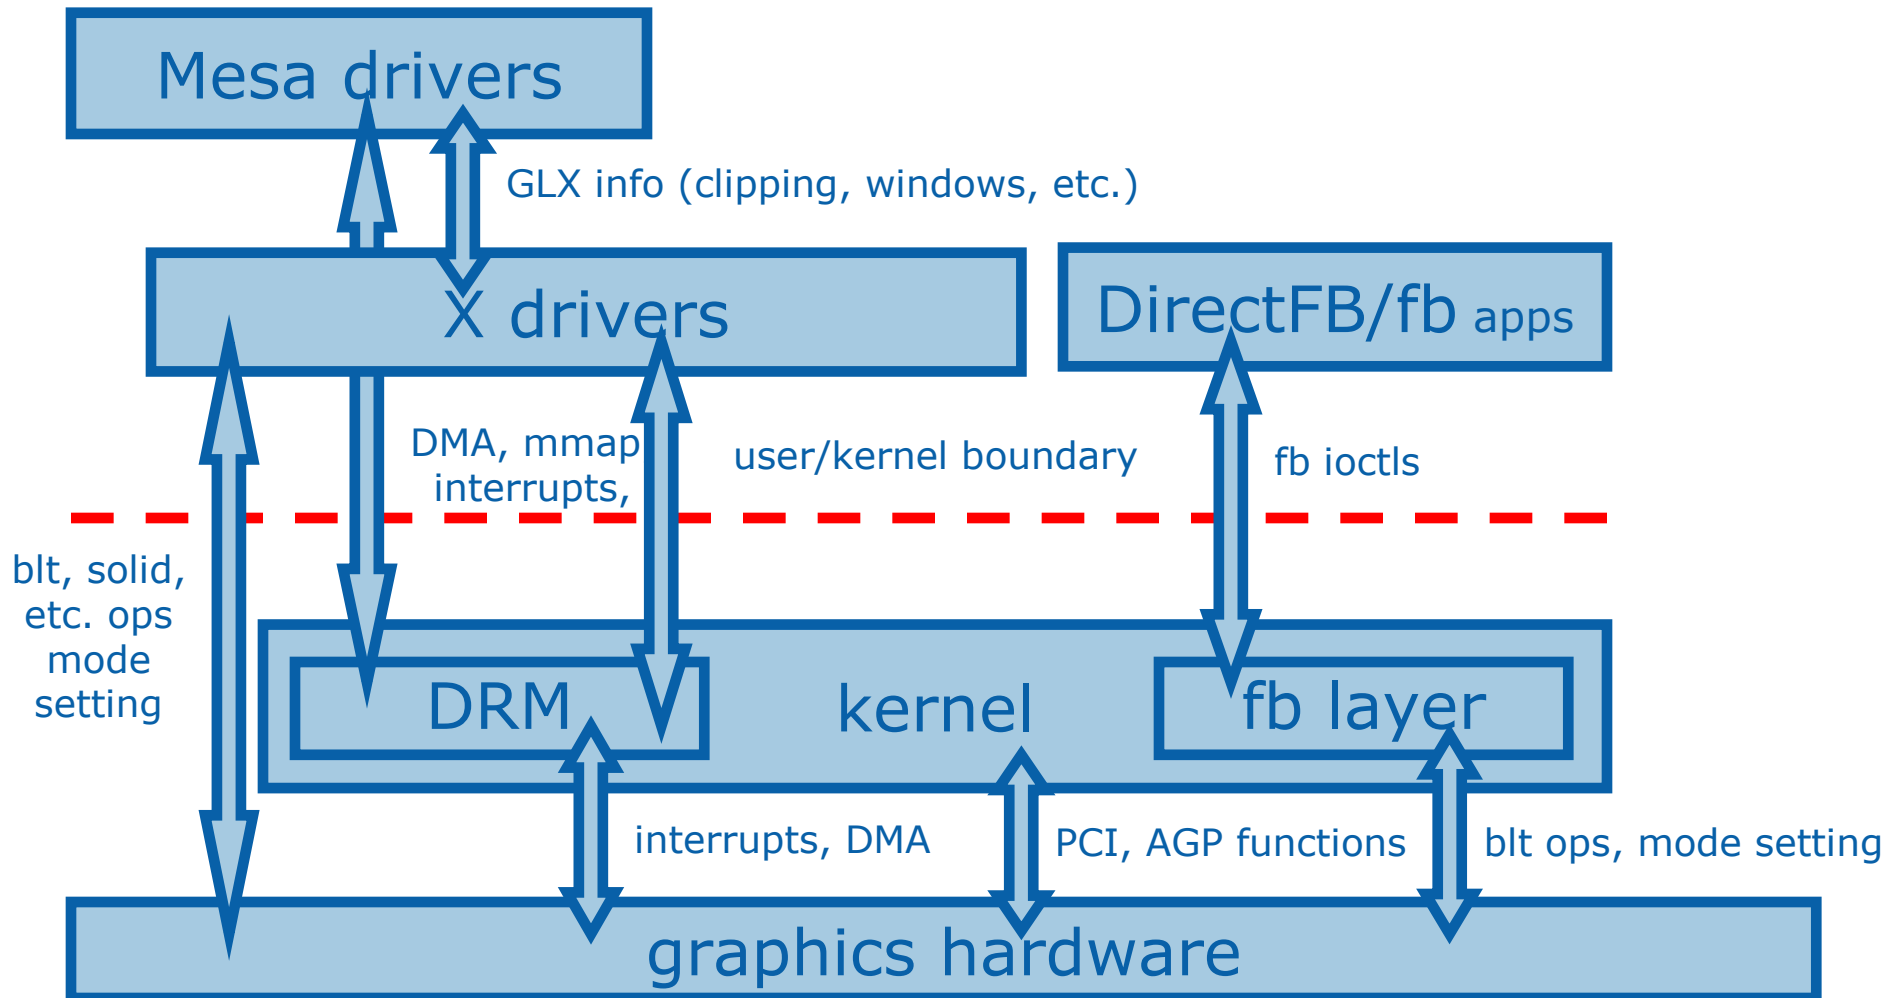 Mesa drivers
GLX info (clipping, windows, etc.)
X drivers
DirectFB/fb apps
DMA, mmap
interrupts,
user/kernel boundary
fb ioctls
blt, solid,
etc. ops
mode
setting
DRM
kernel
fb layer
interrupts, DMA
PCI, AGP functions
blt ops, mode setting
graphics hardware